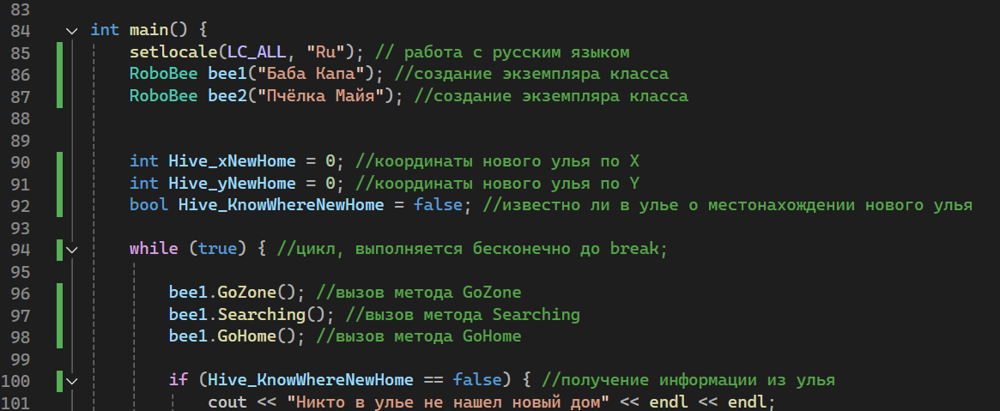 83
84 int main() {
85 setlocale(LC_ALL, "Ru"); // работа с русским языком
86 RoboBee bee1("Баба Капа"); //создание экземпляра класса
87 RoboBee bee2("Пчёлка Майя"); //создание экземпляра класса
88
89
90 int Hive_xNewHome = 0; //координаты нового улья по X
91 int Hive_yNewHome = 0; //координаты нового улья по Y
92 bool Hive_KnowWhereNewHome = false; //известно ли в улье о местонахождении нового улья
93
94 while (true) { //цикл, выполняется бесконечно до break;
95
96 bee1.GoZone(); //вызов метода GoZone
97 bee1.Searching(); //вызов метода Searching
98 bee1.GoHome(); //вызов метода GoHome
99
100 if (Hive_KnowWhereNewHome == false) { //получение информации из улья
101 cout << "Никто в улье не нашел новый дом" << endl << endl;